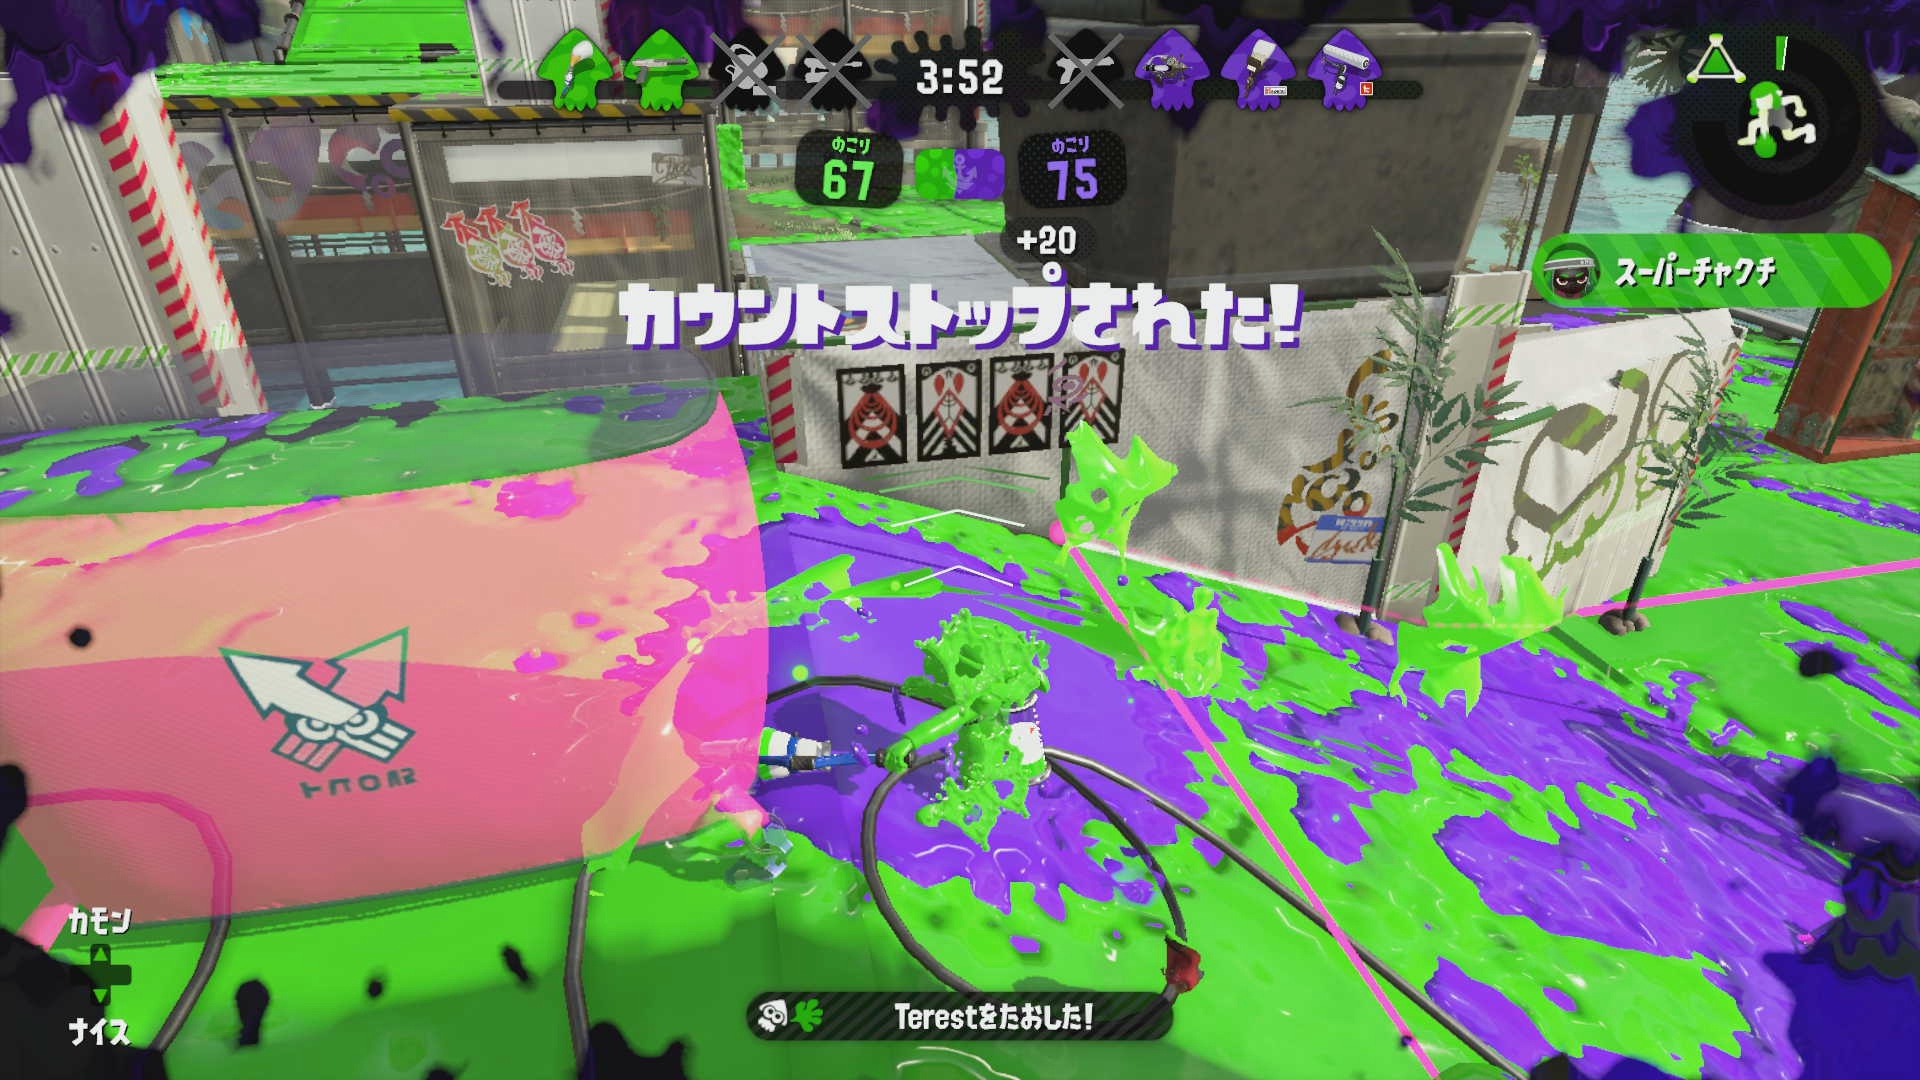 3:52
のこり
67
のこり
75
+20
カウントストップされた!
スーパーチャクチ
カモン
ナイス
Terestをたおした!